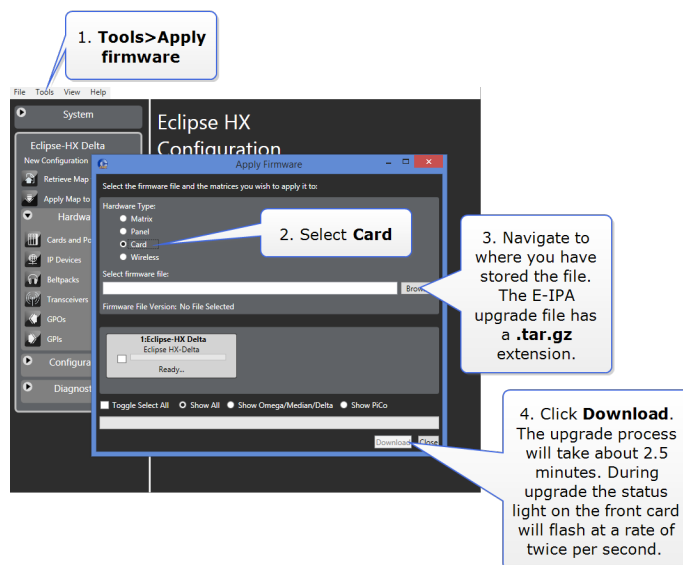 1. Tools>Apply
firmware
File Tools View Help
System
Eclipse HX
Configuration
Eclipse-HX Delta
New Configuration
Retrieve Map
Apply Map to
Hardwa
Cards and Po
IP Devices
Beltpacks
Transceivers
GPOs
GPIs
Configura
Diagnost
Apply Firmware
Select the firmware file and the matrices you wish to apply it to:
Hardware Type:
Matrix
Panel
Card
Wireless
2. Select Card
Select firmware file:
Brow
Firmware File Version: No File Selected
3. Navigate to
where you have
stored the file.
The E-IPA
upgrade file has
a .tar.gz
extension.
1:Eclipse-HX Delta
Eclipse HX-Delta
Ready...
Toggle Select All Show All Show Omega/Median/Delta Show PiCo
Download Close
4. Click Download.
The upgrade process
will take about 2.5
minutes. During
upgrade the status
light on the front card
will flash at a rate of
twice per second.